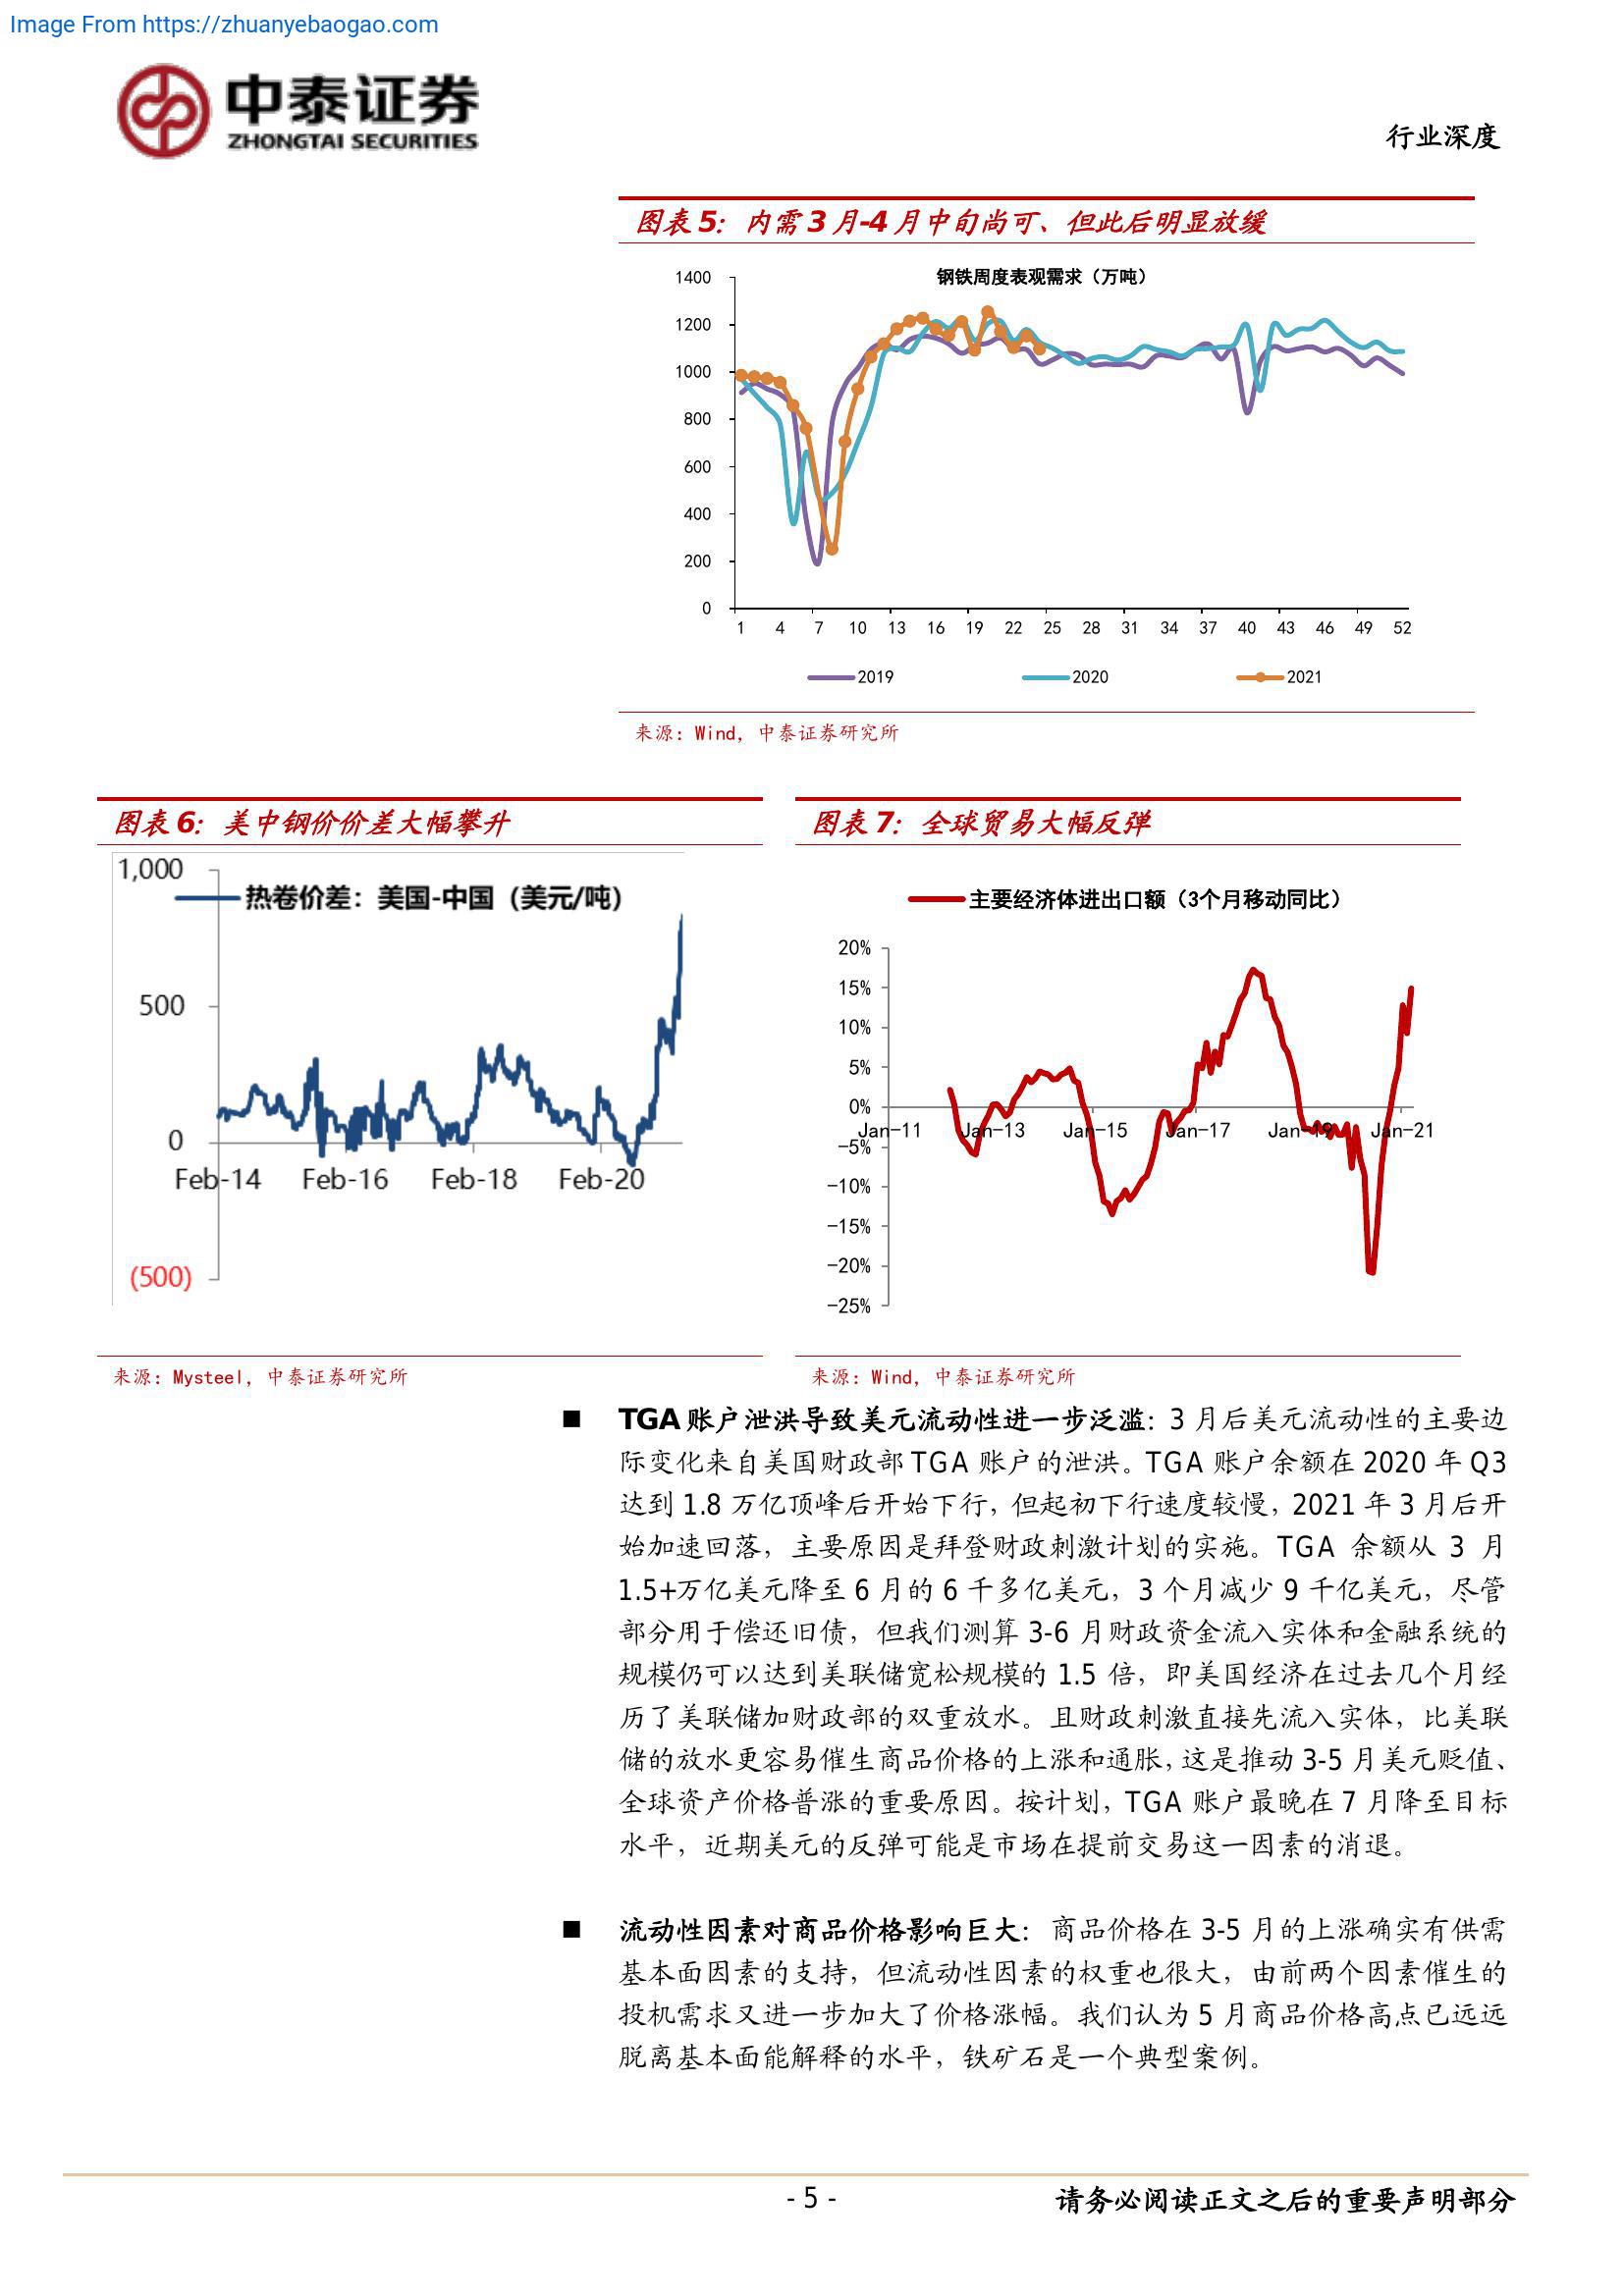 Image From https://zhuanyebaogao.com
中泰证券
ZHONGTAI SECURITIES
行业深度
图表 5：内需 3 月-4 月中旬尚可、但此后明显放缓
钢铁周度表观需求（万吨）
1400
1200
1000
800
600
400
200
0
1 4 7 10 13 16 19 22 25 28 31 34 37 40 43 46 49 52
2019 2020 2021
来源：Wind，中泰证券研究所
图表 6：美中钢价价差大幅攀升
热卷价差：美国-中国（美元/吨）
1,000
500
0
(500)
Feb-14 Feb-16 Feb-18 Feb-20
来源：Mysteel，中泰证券研究所
图表 7：全球贸易大幅反弹
主要经济体进出口额（3个月移动同比）
20%
15%
10%
5%
0%
-5%
-10%
-15%
-20%
-25%
Jan-11 Jan-13 Jan-15 Jan-17 Jan-19 Jan-21
来源：Wind，中泰证券研究所
■ TGA 账户泄洪导致美元流动性进一步泛滥：3 月后美元流动性的主要边
际变化来自美国财政部 TGA 账户的泄洪。TGA 账户余额在 2020 年 Q3
达到 1.8 万亿顶峰后开始下行，但起初下行速度较慢，2021 年 3 月后开
始加速回落，主要原因是拜登财政刺激计划的实施。TGA 余额从 3 月
1.5+万亿美元降至 6 月的 6 千多亿美元，3 个月减少 9 千亿美元，尽管
部分用于偿还旧债，但我们测算 3-6 月财政资金流入实体和金融系统的
规模仍可以达到美联储宽松规模的 1.5 倍，即美国经济在过去几个月经
历了美联储加财政部的双重放水。且财政刺激直接先流入实体，比美联
储的放水更容易催生商品价格的上涨和通胀，这是推动 3-5 月美元贬值、
全球资产价格普涨的重要原因。按计划，TGA 账户最晚在 7 月降至目标
水平，近期美元的反弹可能是市场在提前交易这一因素的消退。
■ 流动性因素对商品价格影响巨大：商品价格在 3-5 月的上涨确实有供需
基本面因素的支持，但流动性因素的权重也很大，由前两个因素催生的
投机需求又进一步加大了价格涨幅。我们认为 5 月商品价格高点已远远
脱离基本面能解释的水平，铁矿石是一个典型案例。
- 5 -
请务必阅读正文之后的重要声明部分